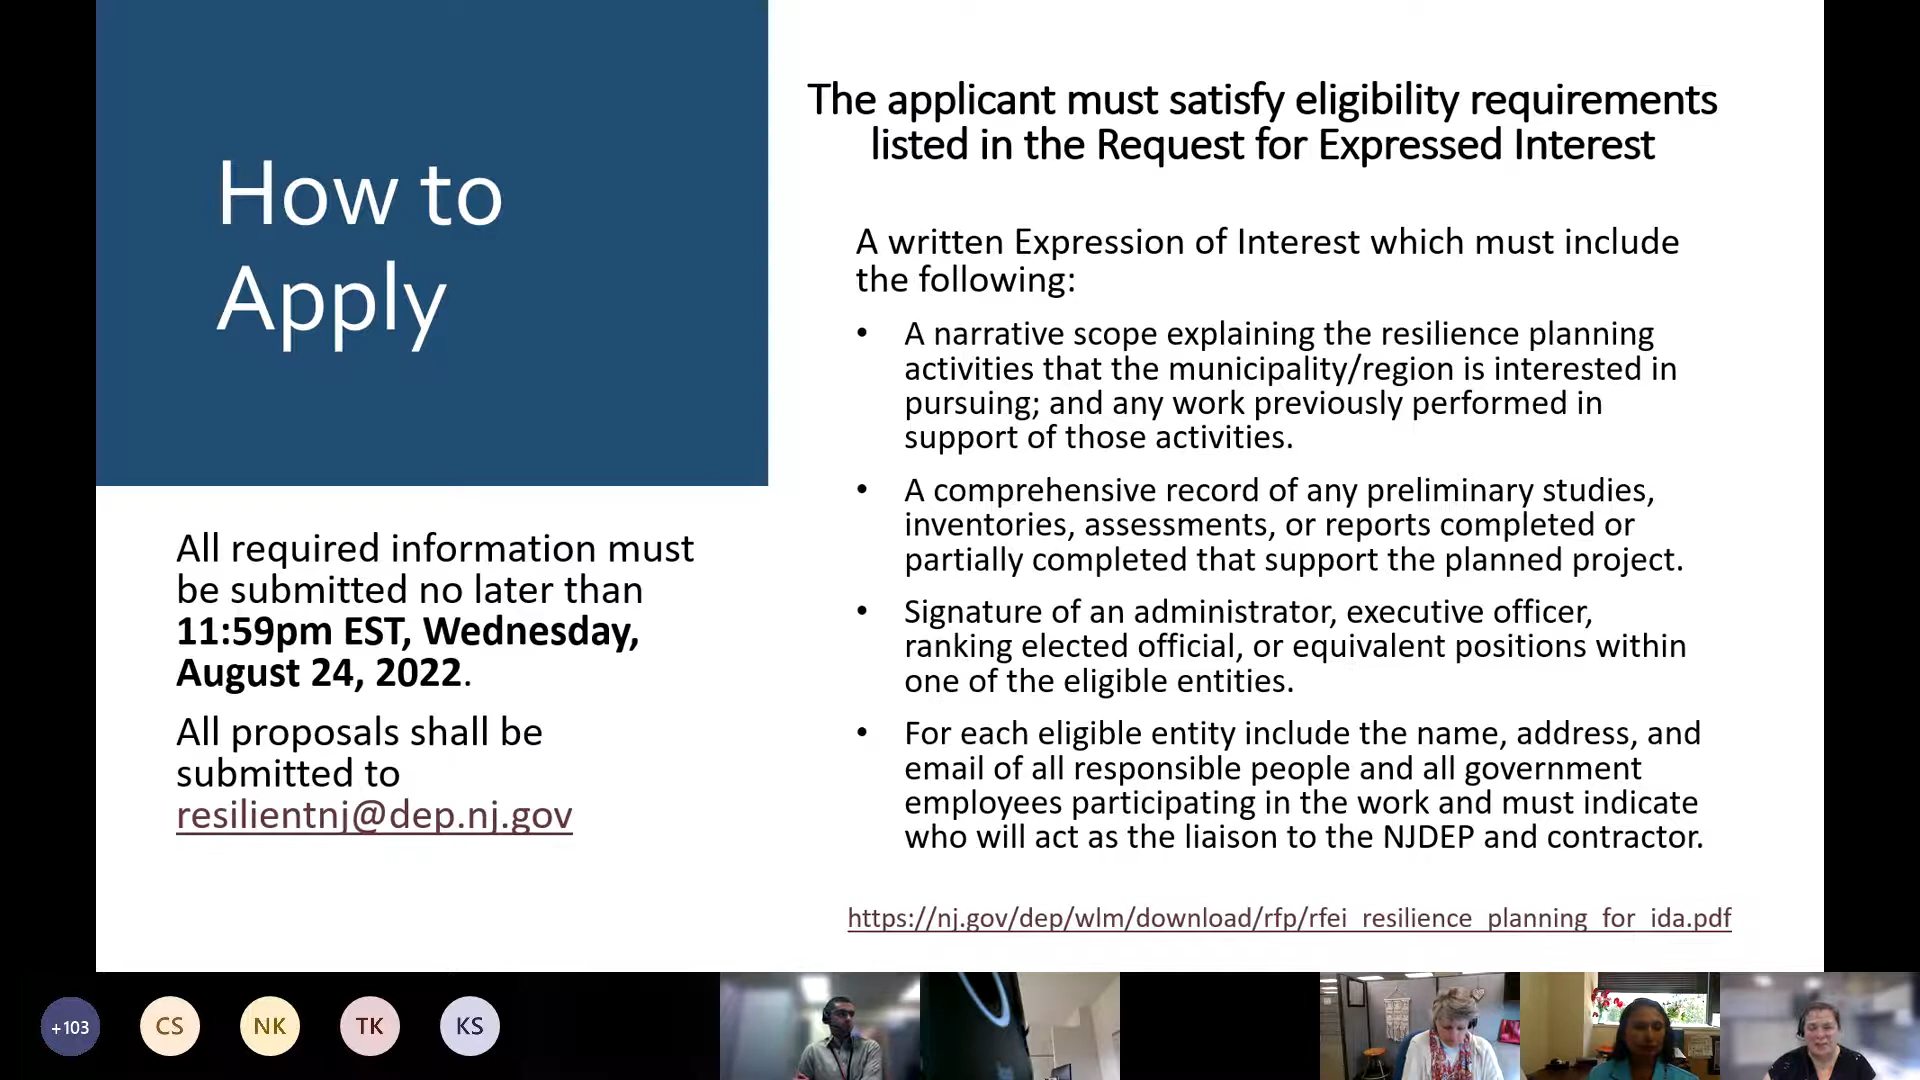 How to
Apply
All required information must
be submitted no later than
11:59pm EST, Wednesday,
August 24, 2022.
All proposals shall be
submitted to
resilientnj@dep.nj.gov
The applicant must satisfy eligibility requirements
listed in the Request for Expressed Interest
A written Expression of Interest which must include
the following:
• A narrative scope explaining the resilience planning
activities that the municipality/region is interested in
pursuing; and any work previously performed in
support of those activities.
• A comprehensive record of any preliminary studies,
inventories, assessments, or reports completed or
partially completed that support the planned project.
• Signature of an administrator, executive officer,
ranking elected official, or equivalent positions within
one of the eligible entities.
• For each eligible entity include the name, address, and
email of all responsible people and all government
employees participating in the work and must indicate
who will act as the liaison to the NJDEP and contractor.
https://nj.gov/dep/wlm/download/rfp/rfei_resilience_planning_for_ida.pdf
+103
CS
NK
TK
KS